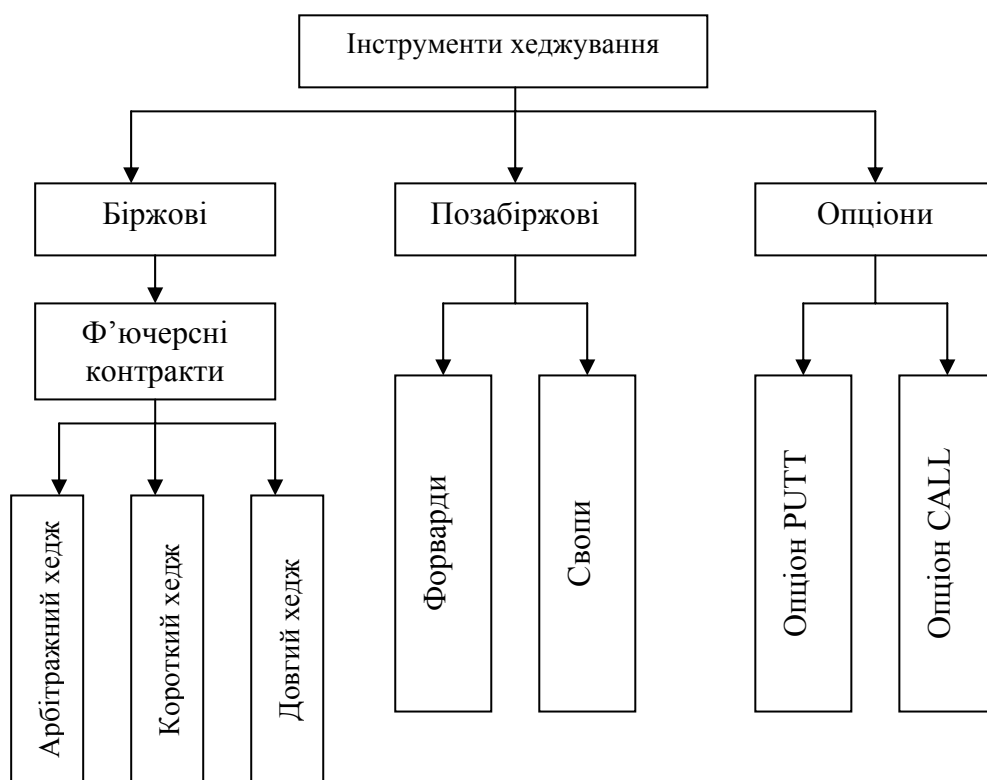 Інструменти хеджування
Біржові
Позабіржові
Опціони
Ф’ючерсні
контракти
Арбітражний хедж
Короткий хедж
Довгий хедж
Форварди
Свопи
Опціон PUTT
Опціон CALL